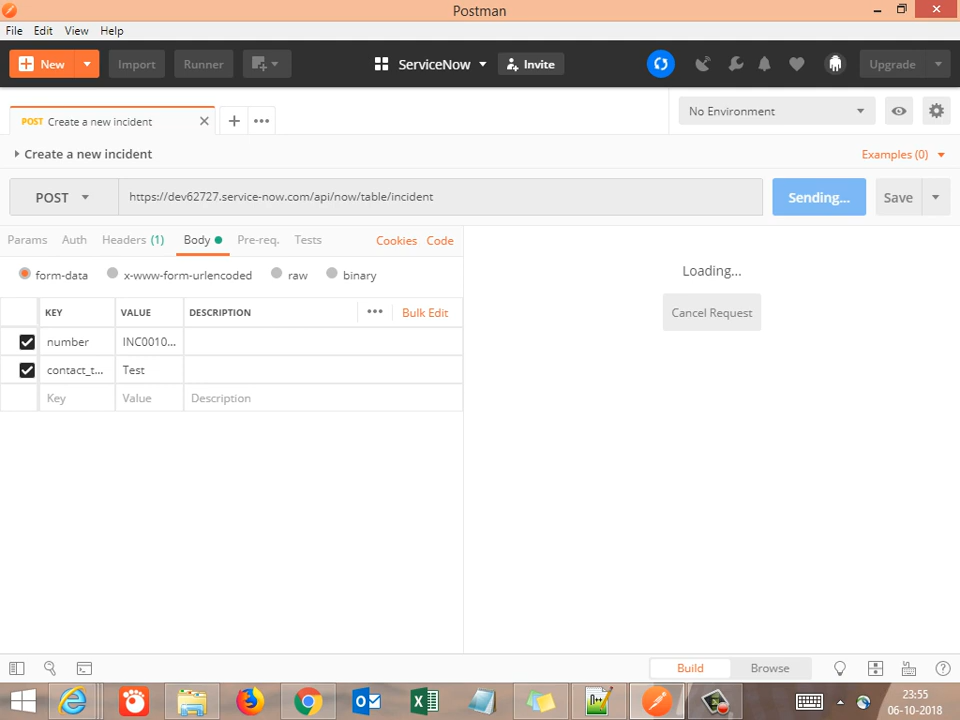 Postman
File Edit View Help
New Import Runner ServiceNow Invite Upgrade
POST Create a new incident No Environment
Create a new incident Examples (0)
POST https://dev62727.service-now.com/api/now/table/incident Sending... Save
Params Auth Headers (1) Body Pre-req. Tests Cookies Code
form-data x-www-form-urlencoded raw binary
Loading...
Cancel Request
KEY VALUE DESCRIPTION Bulk Edit
number INC0010...
contact_t... Test
Key Value Description
Build Browse
23:55
06-10-2018